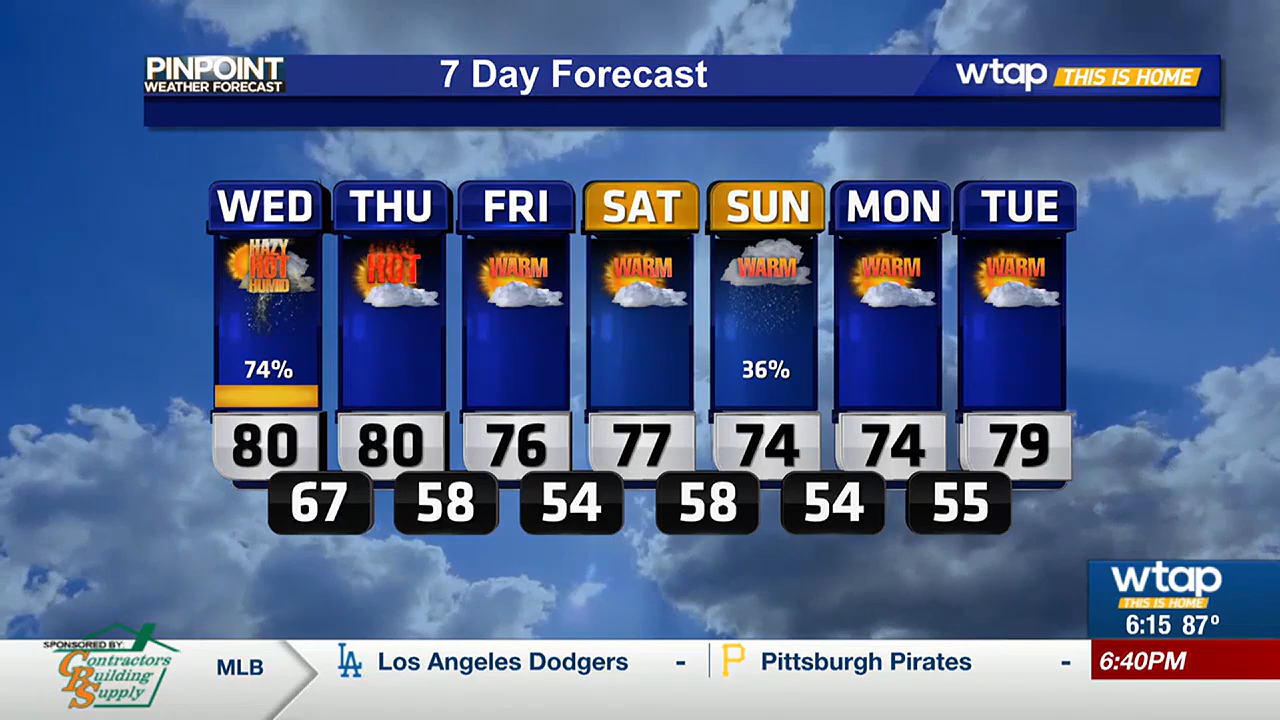 PINPOINT
WEATHER FORECAST
7 Day Forecast
wtap THIS IS HOME
WED THU FRI SAT SUN MON TUE
HAZY
HOT
HUMID
HOT WARM WARM WARM WARM WARM
74% 36%
80 80 76 77 74 74 79
67 58 54 58 54 55
wtap
THIS IS HOME
6:15 87°
SPONSORED BY:
Contractors
Building
Supply
MLB
LA Los Angeles Dodgers -
P Pittsburgh Pirates -
6:40PM